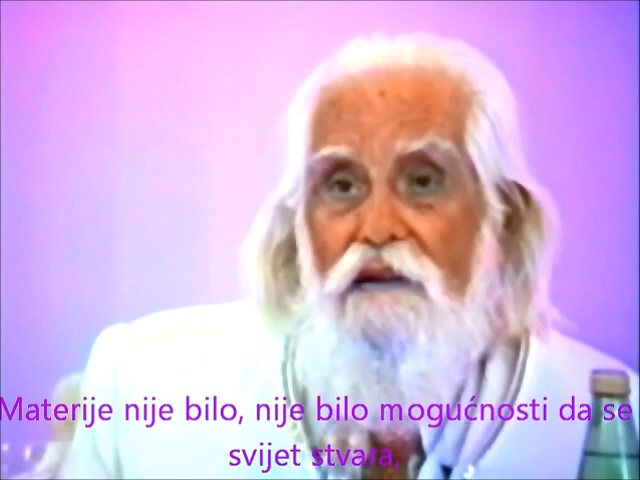 Materije nije bilo, nije bilo mogućnosti da se
svijet stvara,